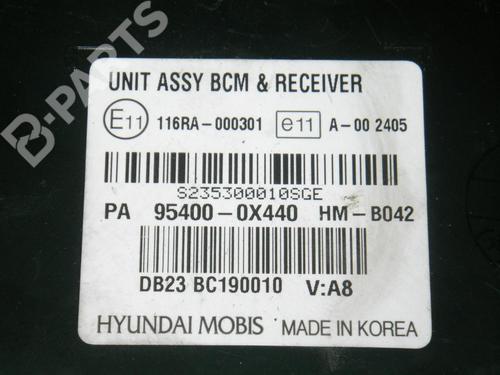 B-PARTS
UNIT ASSY BCM & RECEIVER
E11 116RA-000301 e11 A-00 2405
S235300010SGE
PA 95400-0X440 HM-B042
DB23 BC190010 V:A8
HYUNDAI MOBIS MADE IN KOREA